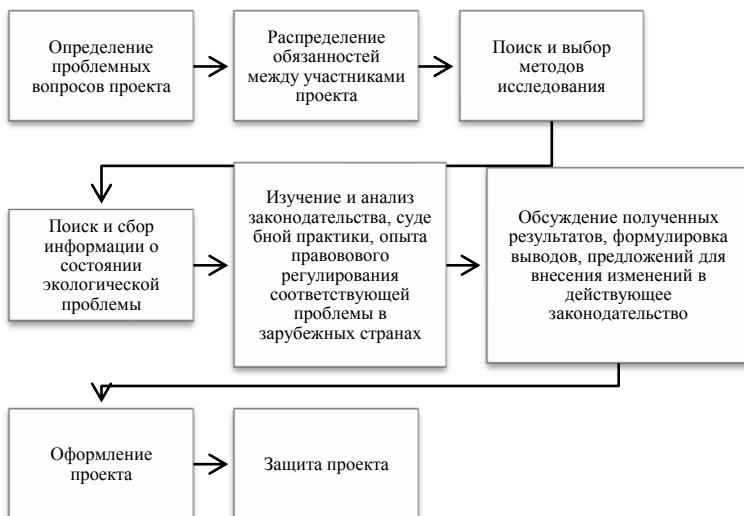 Определение
проблемных
вопросов проекта
Распределение
обязанностей
между участниками
проекта
Поиск и выбор
методов
исследования
Поиск и сбор
информации о
состоянии
экологической
проблемы
Изучение и анализ
законодательства, суде
бной практики, опыта
правового
регулирования
соответствующей
проблемы в
зарубежных странах
Обсуждение полученных
результатов, формулировка
выводов, предложений для
внесения изменений в
действующее
законодательство
Оформление
проекта
Защита проекта